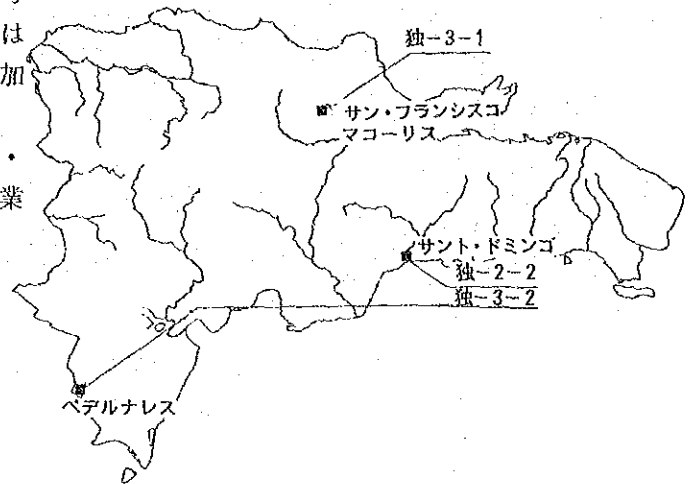 は
加
・
業
独-3-1
サン・フランシスコ
マコーリス
サント・ドミンゴ
独-2-2
独-3-2
ペデルナレス